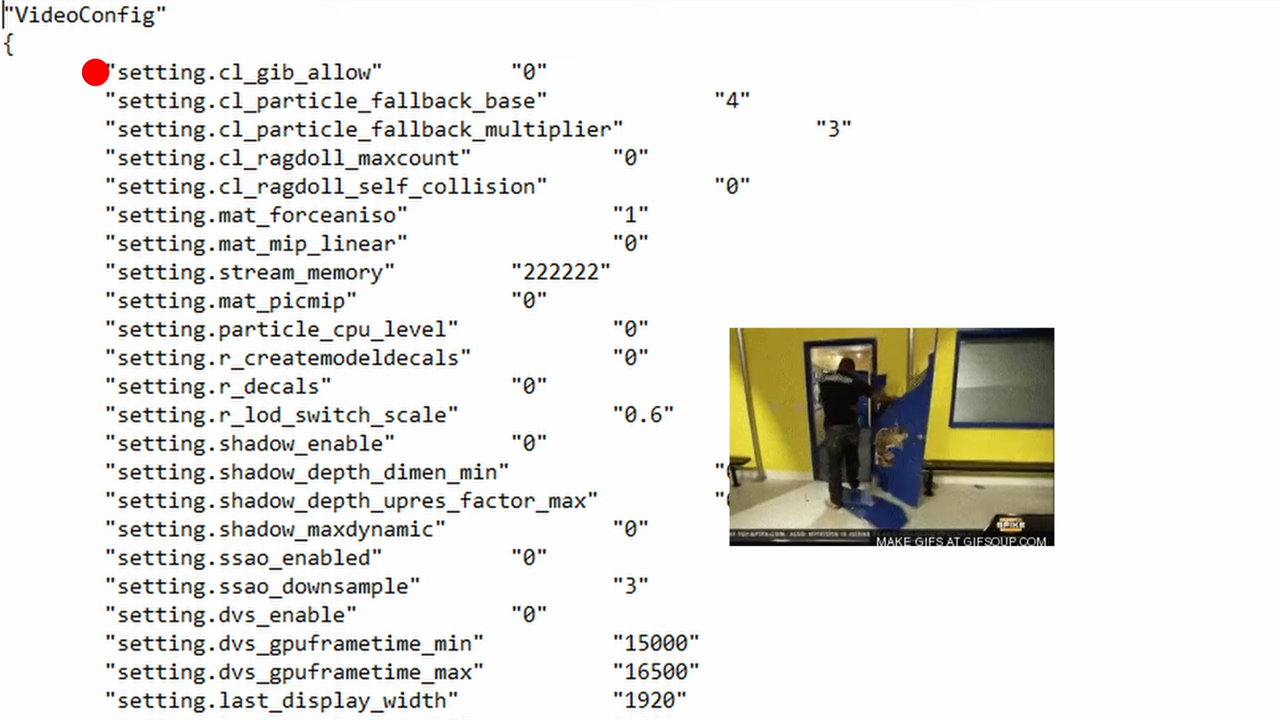 "VideoConfig"
{
"setting.cl_gib_allow" "0"
"setting.cl_particle_fallback_base" "4"
"setting.cl_particle_fallback_multiplier" "3"
"setting.cl_ragdoll_maxcount" "0"
"setting.cl_ragdoll_self_collision" "0"
"setting.mat_forceaniso" "1"
"setting.mat_mip_linear" "0"
"setting.stream_memory" "222222"
"setting.mat_picmip" "0"
"setting.particle_cpu_level" "0"
"setting.r_createmodeldecals" "0"
"setting.r_decals" "0"
"setting.r_lod_switch_scale" "0.6"
"setting.shadow_enable" "0"
"setting.shadow_depth_dimen_min"
"setting.shadow_depth_upres_factor_max"
"setting.shadow_maxdynamic" "0"
SPIKE
MAKE GIFS AT GIFSOUP.COM
"setting.ssao_enabled" "0"
"setting.ssao_downsample" "3"
"setting.dvs_enable" "0"
"setting.dvs_gpuframetime_min" "15000"
"setting.dvs_gpuframetime_max" "16500"
"setting.last_display_width" "1920"